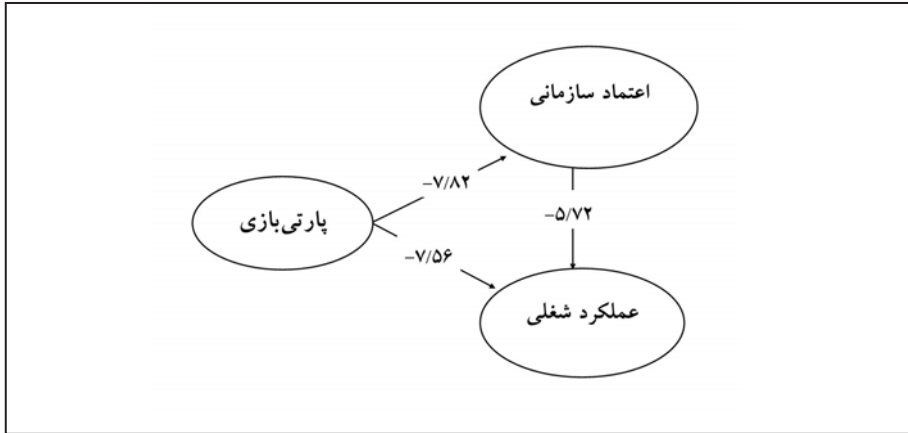 اعتماد سازمانی
–۷/۸۲
–۵/۷۲
پارتی‌بازی
–۷/۵۶
عملکرد شغلی